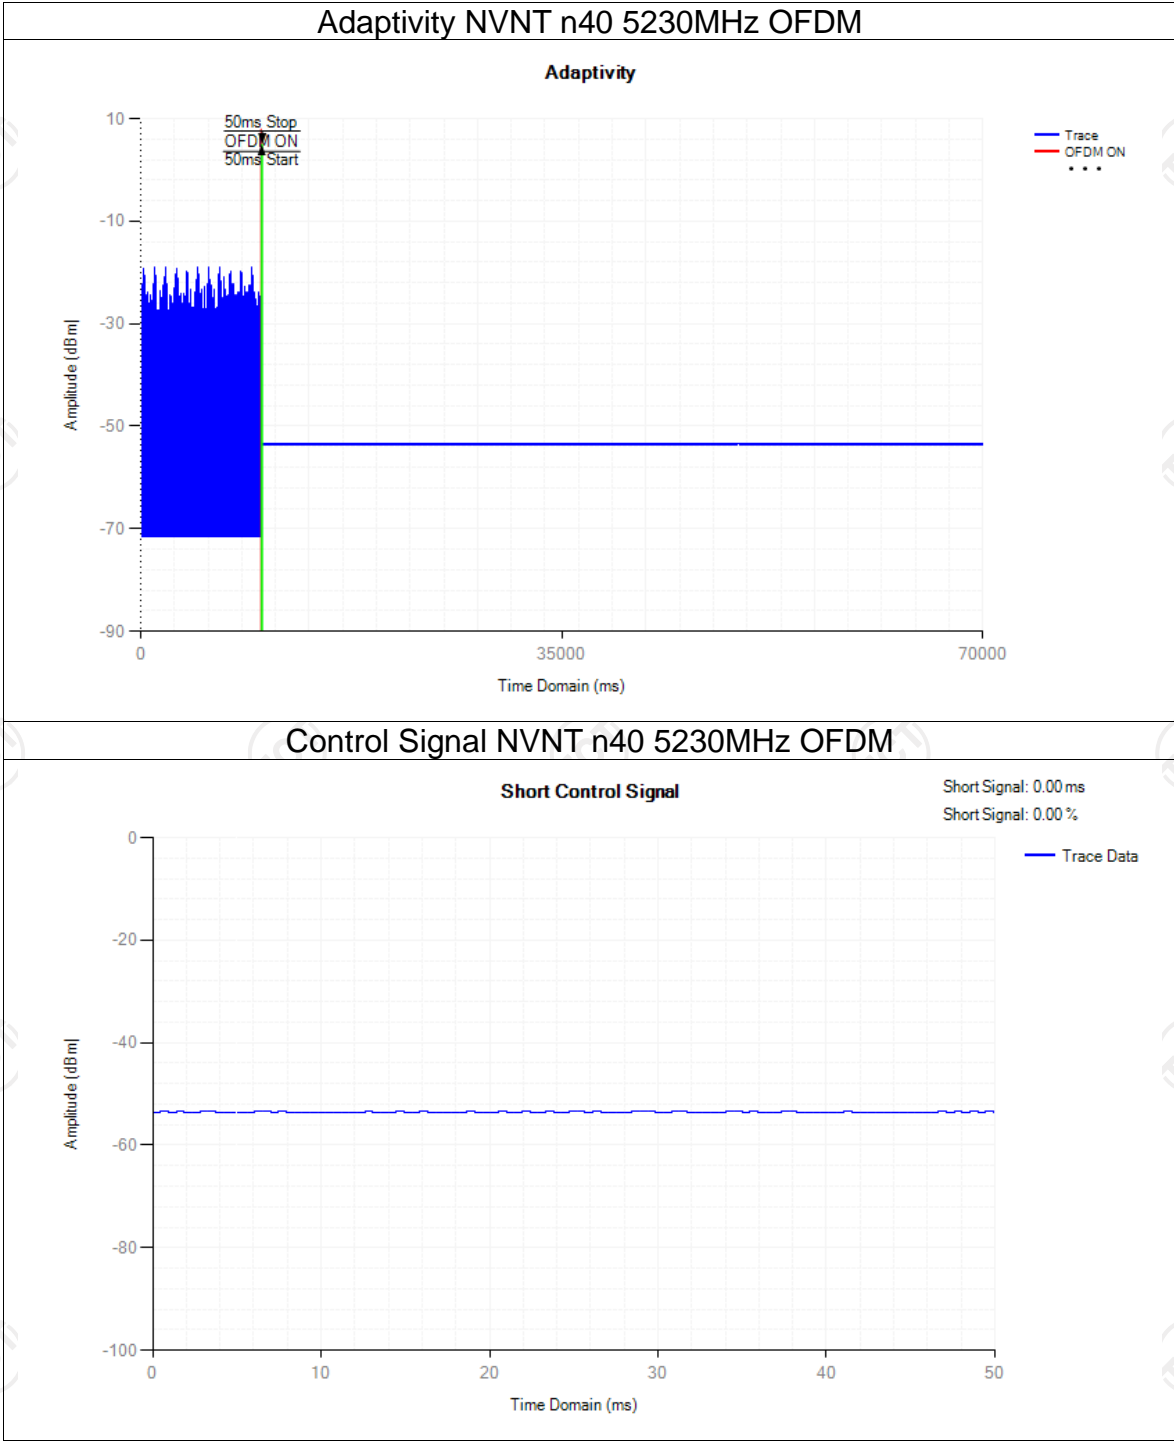 Adaptivity NVNT n40 5230MHz OFDM
Adaptivity
10
-10
-30
-50
-70
-90
Amplitude [dBm]
50ms Stop
OFDM ON
50ms Start
Trace
OFDM ON
...
0
35000
70000
Time Domain (ms)
Control Signal NVNT n40 5230MHz OFDM
Short Control Signal
Short Signal: 0.00 ms
Short Signal: 0.00 %
Trace Data
0
-20
-40
-60
-80
-100
Amplitude [dBm]
0
10
20
30
40
50
Time Domain (ms)